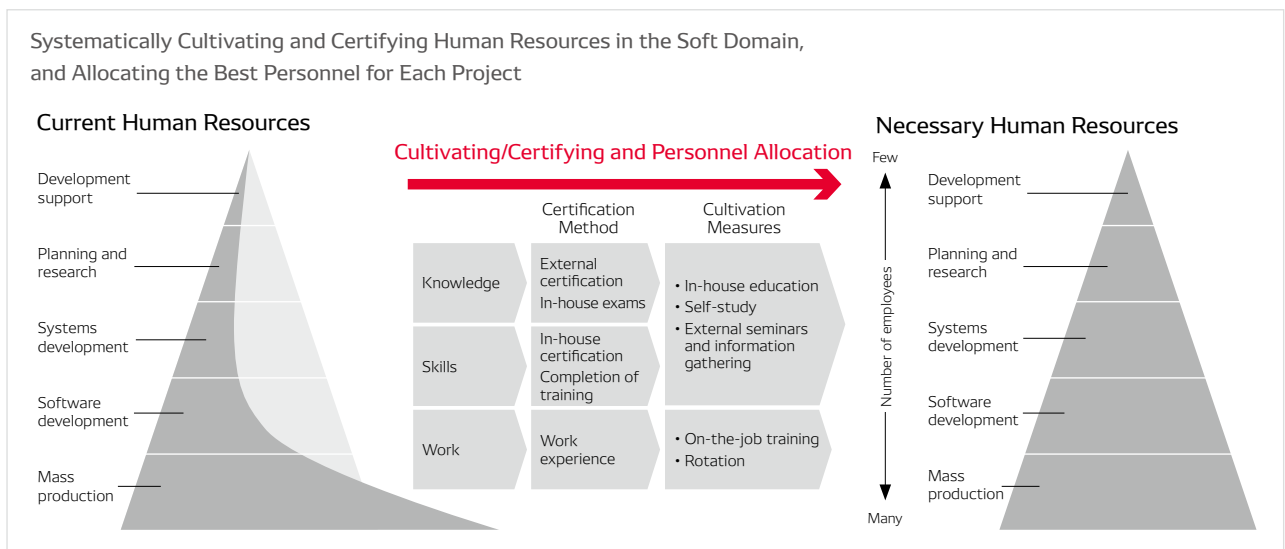 Systematically Cultivating and Certifying Human Resources in the Soft Domain,
and Allocating the Best Personnel for Each Project
Current Human Resources
Development
support
Planning and
research
Systems
development
Software
development
Mass
production
Cultivating/Certifying and Personnel Allocation
Certification
Method
Cultivation
Measures
Knowledge
External
certification
In-house exams
• In-house education
• Self-study
• External seminars
and information
gathering
Skills
In-house
certification
Completion of
training
Work
Work
experience
• On-the-job training
• Rotation
Necessary Human Resources
Few
Number of employees
Many
Development
support
Planning and
research
Systems
development
Software
development
Mass
production